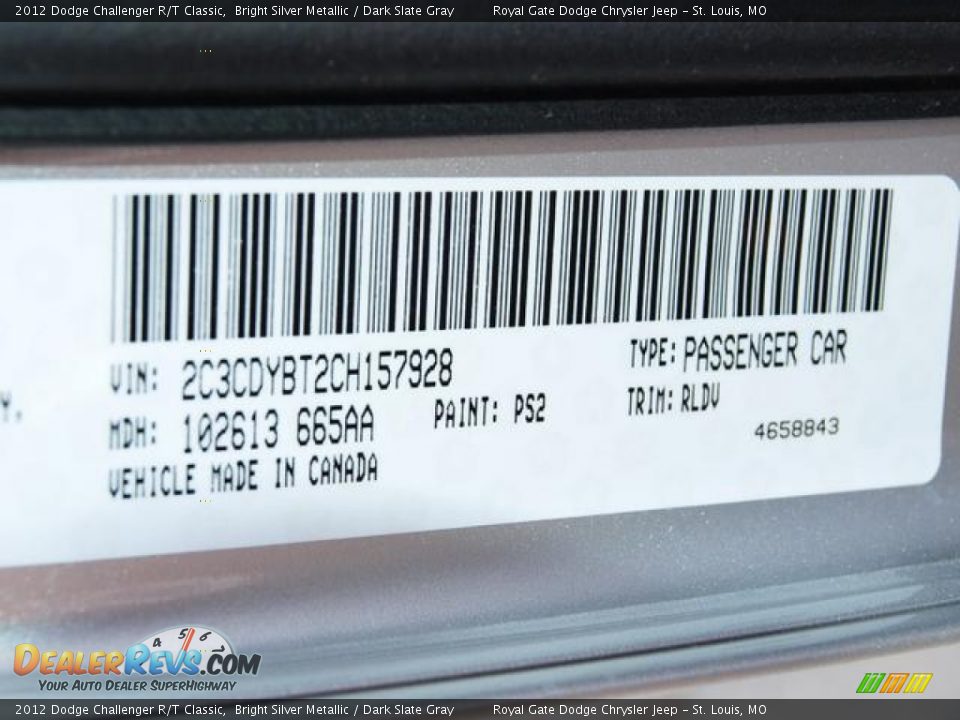 2012 Dodge Challenger R/T Classic, Bright Silver Metallic / Dark Slate Gray Royal Gate Dodge Chrysler Jeep – St. Louis, MO
Y,
VIN: 2C3CDYBT2CH157928 TYPE: PASSENGER CAR
MDH: 102613 665AA PAINT: PS2 TRIM: RLDV
4658843
VEHICLE MADE IN CANADA
4 5 6
DEALERREVS.COM
YOUR AUTO DEALER SUPERHIGHWAY
2012 Dodge Challenger R/T Classic, Bright Silver Metallic / Dark Slate Gray Royal Gate Dodge Chrysler Jeep – St. Louis, MO